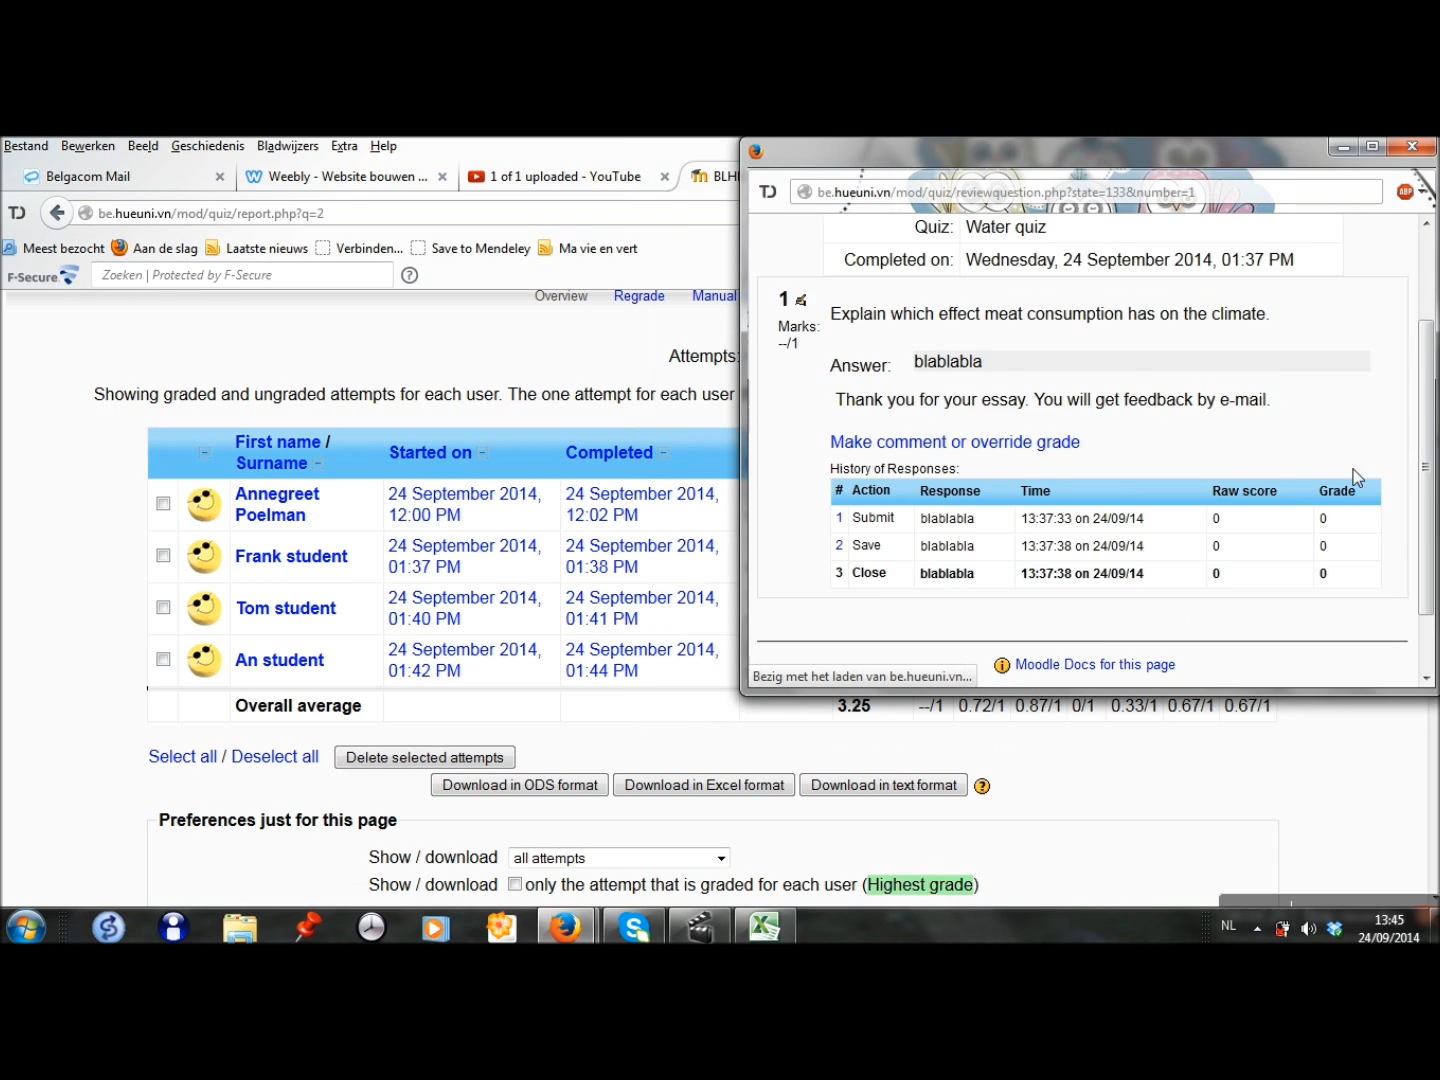 Bestand Bewerken Beeld Geschiedenis Bladwijzers Extra Help
Belgacom Mail
Weebly - Website bouwen ...
1 of 1 uploaded - YouTube
BLHI
be.hueuni.vn/mod/quiz/report.php?q=2
Meest bezocht Aan de slag Laatste nieuws Verbinden... Save to Mendeley Ma vie en vert
F-Secure Zoeken | Protected by F-Secure
Overview Regrade Manual
Attempts:
Showing graded and ungraded attempts for each user. The one attempt for each user
First name / Surname Started on Completed
Annegreet Poelman 24 September 2014, 12:00 PM 24 September 2014, 12:02 PM
Frank student 24 September 2014, 01:37 PM 24 September 2014, 01:38 PM
Tom student 24 September 2014, 01:40 PM 24 September 2014, 01:41 PM
An student 24 September 2014, 01:42 PM 24 September 2014, 01:44 PM
Overall average 3.25 --/1 0.72/1 0.87/1 0/1 0.33/1 0.67/1 0.67/1
Select all / Deselect all Delete selected attempts
Download in ODS format Download in Excel format Download in text format
Preferences just for this page
Show / download all attempts
Show / download only the attempt that is graded for each user (Highest grade)
be.hueuni.vn/mod/quiz/reviewquestion.php?state=133&number=1
ABP
Quiz: Water quiz
Completed on: Wednesday, 24 September 2014, 01:37 PM
1
Marks:
--/1
Explain which effect meat consumption has on the climate.
Answer: blablabla
Thank you for your essay. You will get feedback by e-mail.
Make comment or override grade
History of Responses:
# Action Response Time Raw score Grade
1 Submit blablabla 13:37:33 on 24/09/14 0 0
2 Save blablabla 13:37:38 on 24/09/14 0 0
3 Close blablabla 13:37:38 on 24/09/14 0 0
Moodle Docs for this page
Bezig met het laden van be.hueuni.vn...
NL
13:45
24/09/2014